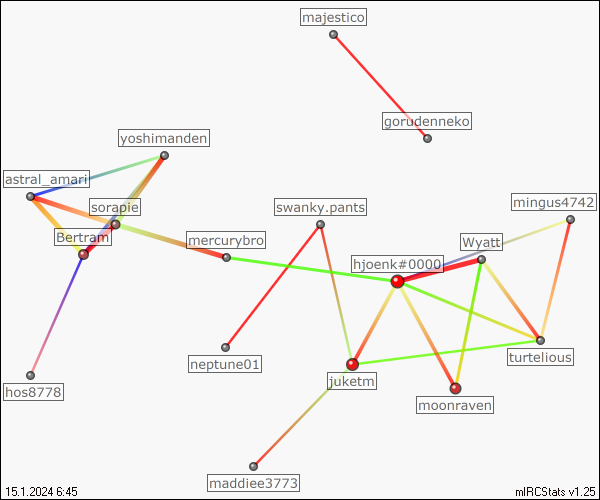 majestico
gorudenneko
yoshimanden
astral_amari
sorapie
swanky.pants
mingus4742
Bertram
mercurybro
Wyatt
hjoenk#0000
neptune01
turtelious
hos8778
juketm
moonraven
maddiee3773
15.1.2024 6:45
mIRCStats v1.25